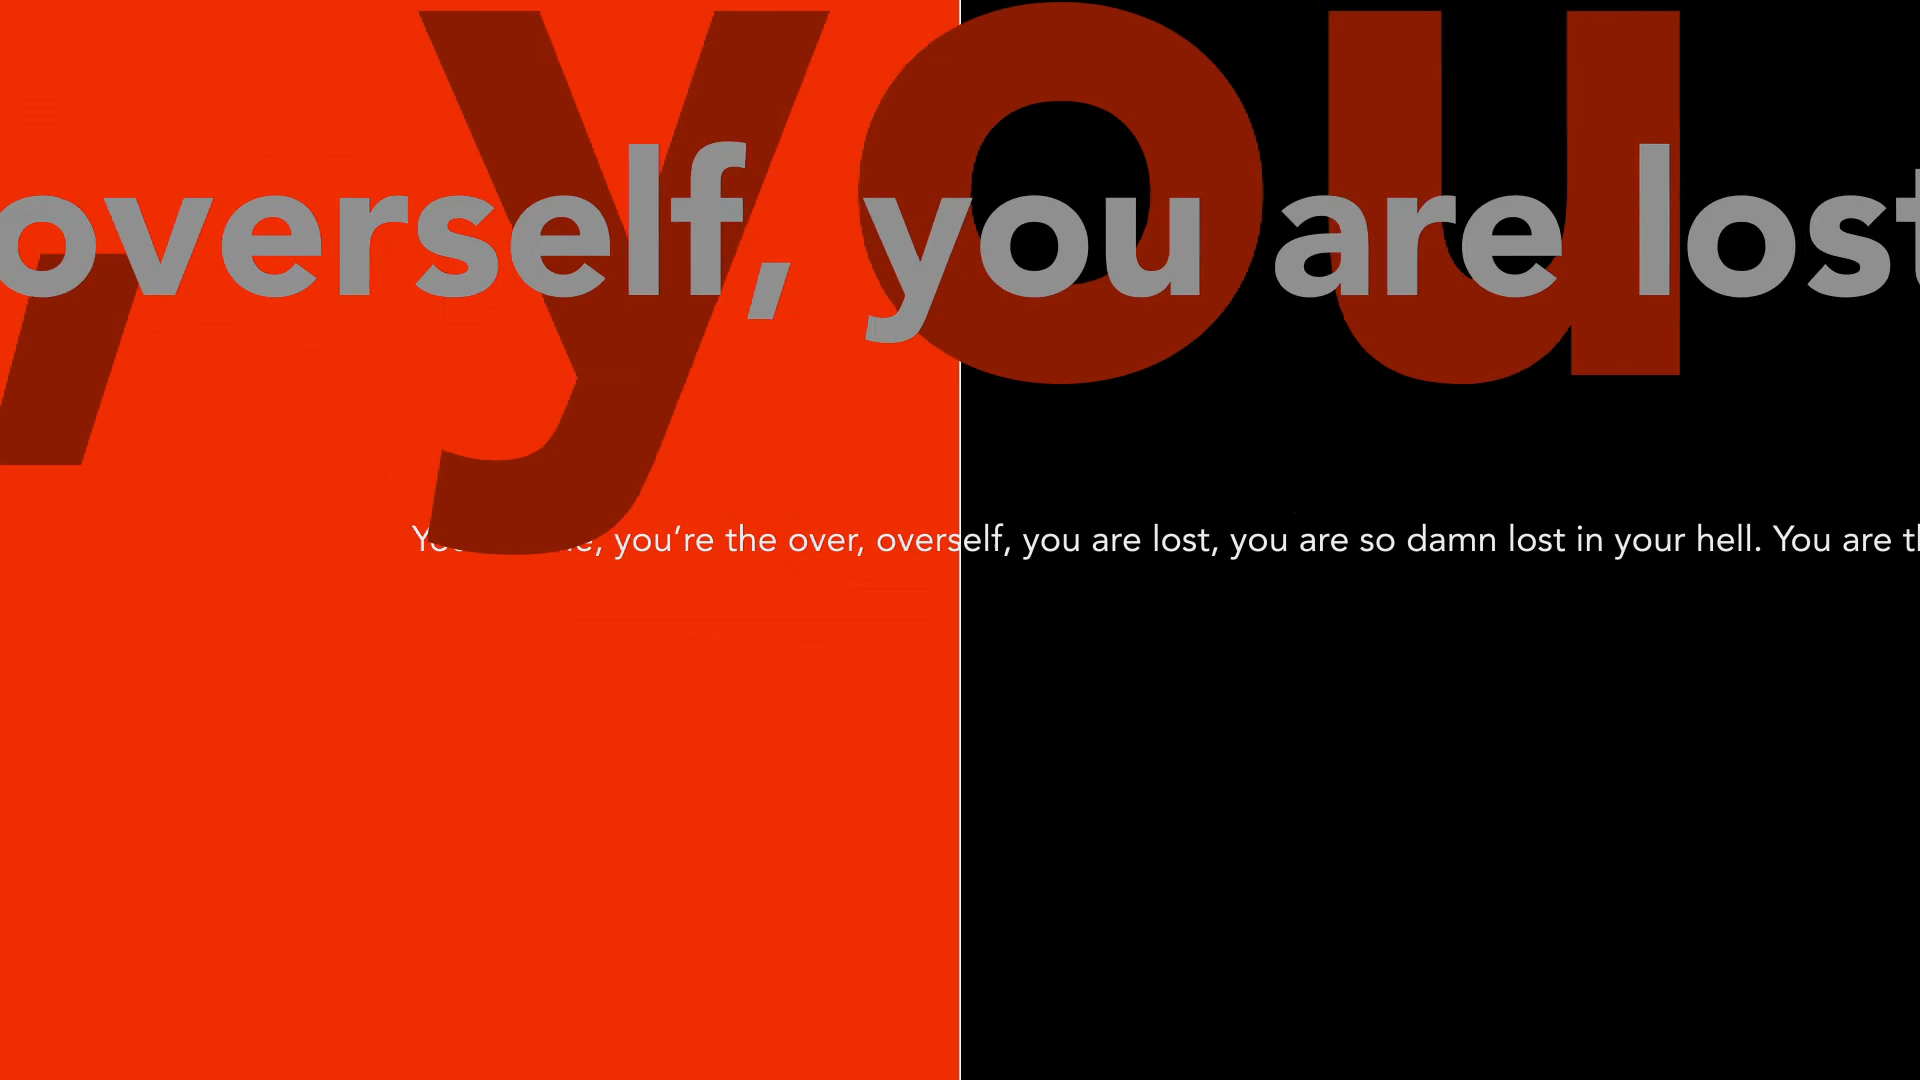 , you
overself, you are lost
you’re the over, overself, you are lost, you are so damn lost in your hell. You are